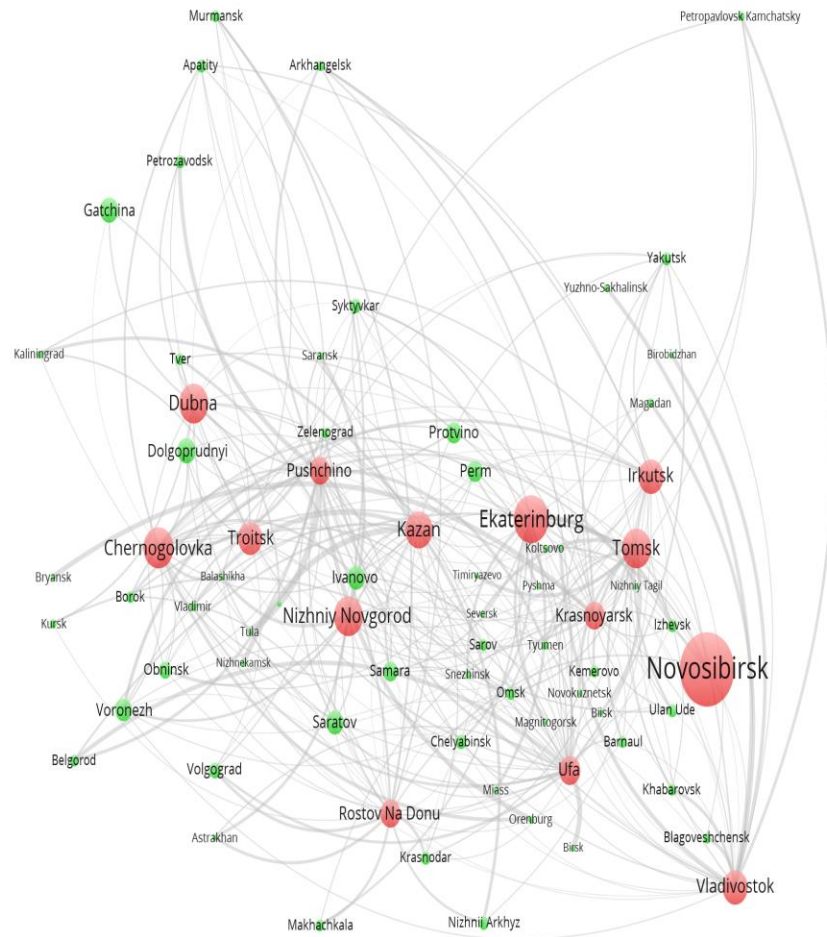 Murmansk
Petropavlovsk Kamchatsky
Apatity
Arkhangelsk
Petrozavodsk
Gatchina
Yakutsk
Yuzhno-Sakhalinsk
Syktyvkar
Kaliningrad
Tver
Saransk
Birobidzhan
Dubna
Magadan
Zelenograd
Protvino
Dolgoprudnyi
Pushchino
Perm
Irkutsk
Ekaterinburg
Kazan
Troitsk
Chernogolovka
Koltsovo
Tomsk
Bryansk
Balashikha
Ivanovo
Timiryazevo
Pyshma
Nizhniy Tagil
Borok
Vladimir
Nizhniy Novgorod
Seversk
Krasnoyarsk
Kursk
Tula
Izhevsk
Sarov
Tyumen
Nizhnekamsk
Obninsk
Samara
Snezhinsk
Kemerovo
Novosibirsk
Omsk
Novokuznetsk
Voronezh
Saratov
Magnitogorsk
Biisk
Ulan Ude
Chelyabinsk
Barnaul
Belgorod
Volgograd
Ufa
Miass
Khabarovsk
Rostov Na Donu
Orenburg
Astrakhan
Birsk
Blagoveshchensk
Krasnodar
Vladivostok
Makhachkala
Nizhnii Arkhyz